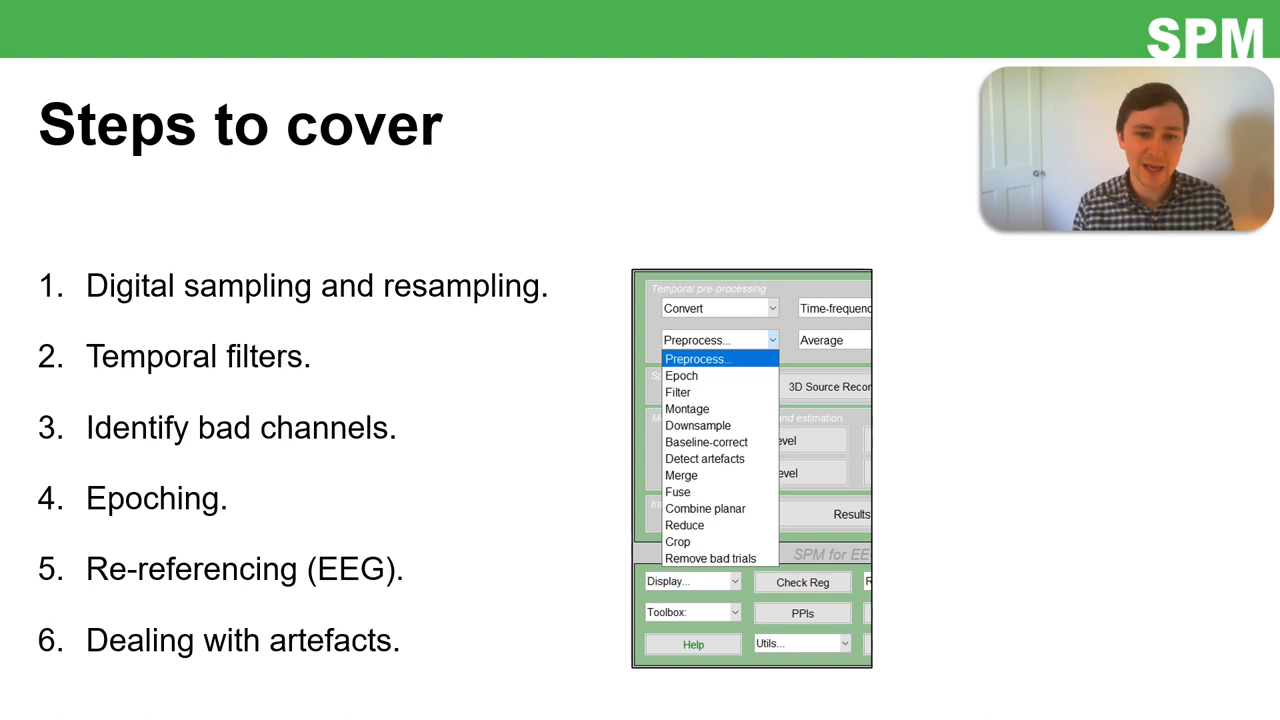 SPM
Steps to cover
1. Digital sampling and resampling.
2. Temporal filters.
3. Identify bad channels.
4. Epoching.
5. Re-referencing (EEG).
6. Dealing with artefacts.
Temporal pre-processing
Convert
Time-frequenc
Preprocess...
Average
Preprocess...
Epoch
Filter
Montage
Downsample
Baseline-correct
Detect artefacts
Merge
Fuse
Combine planar
Reduce
Crop
Remove bad trials
3D Source Recor
and estimation
evel
evel
Results
SPM for EE
Display...
Check Reg
R
Toolbox:
PPIs
Help
Utils...